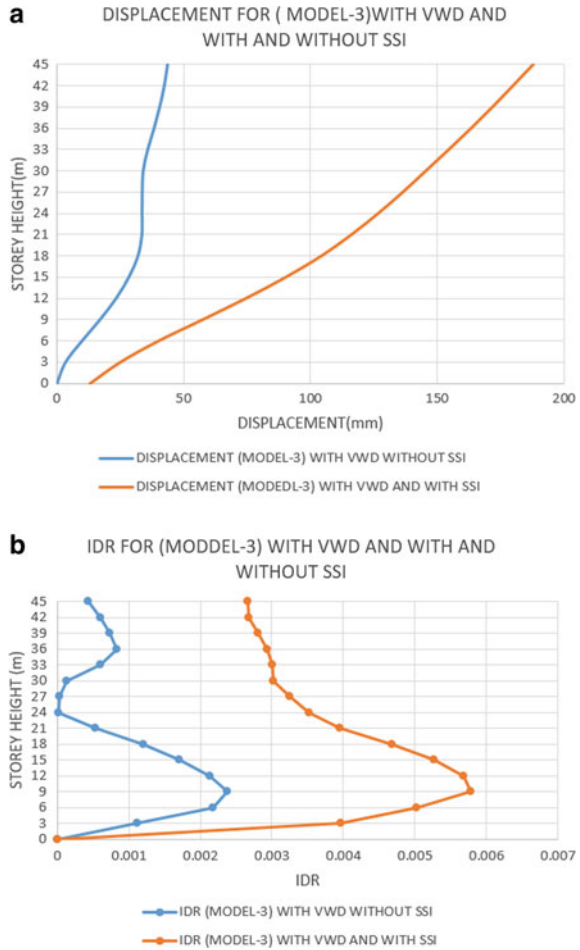 a
DISPLACEMENT FOR ( MODEL-3)WITH VWD AND
WITH AND WITHOUT SSI
STOREY HEIGHT(m)
45
42
39
36
33
30
27
24
21
18
15
12
9
6
3
0
0 50 100 150 200
DISPLACEMENT(mm)
DISPLACEMENT (MODEL-3) WITH VWD WITHOUT SSI
DISPLACEMENT (MODEDL-3) WITH VWD AND WITH SSI
b
IDR FOR (MODDEL-3) WITH VWD AND WITH AND
WITHOUT SSI
STOREY HEIGHT (m)
45
42
39
36
33
30
27
24
21
18
15
12
9
6
3
0
0 0.001 0.002 0.003 0.004 0.005 0.006 0.007
IDR
IDR (MODEL-3) WITH VWD WITHOUT SSI
IDR (MODEL-3) WITH VWD AND WITH SSI